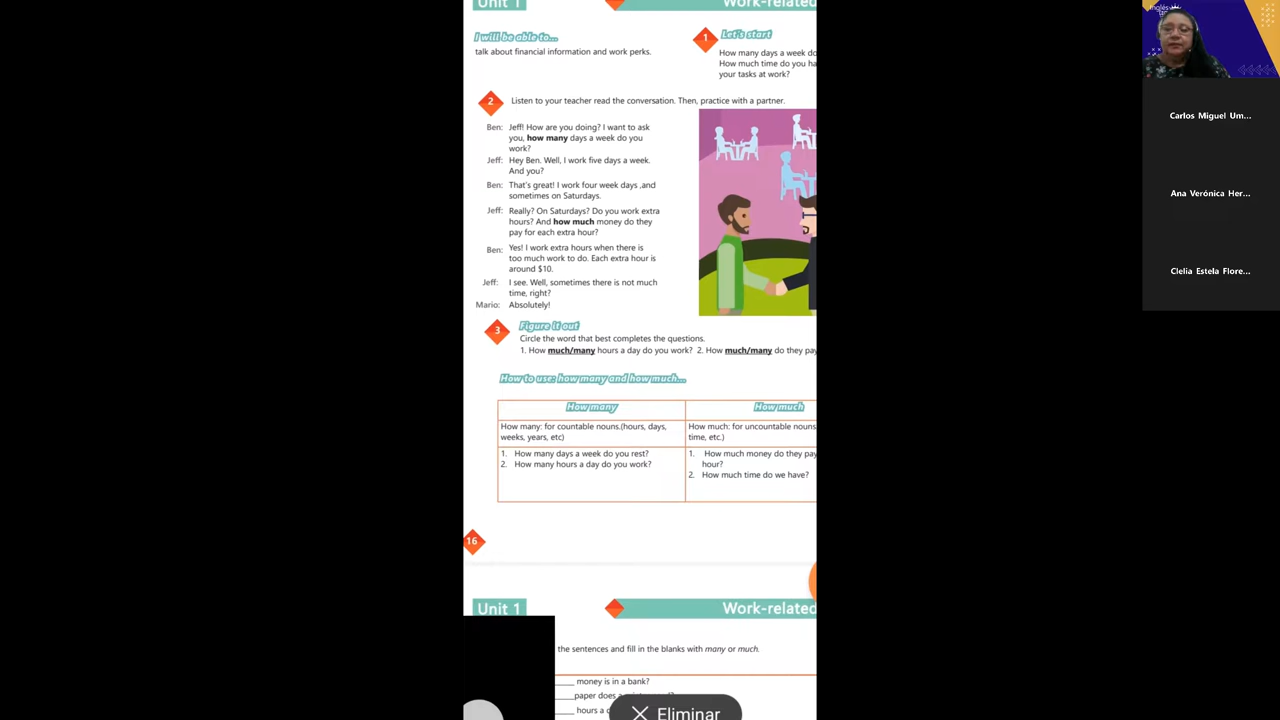 Unit 1
Work-related
I will be able to...
talk about financial information and work perks.
1
Let's start
How many days a week do
How much time do you ha
your tasks at work?
2
Listen to your teacher read the conversation. Then, practice with a partner.
Ben: Jeff! How are you doing? I want to ask
you, how many days a week do you
work?
Jeff: Hey Ben. Well, I work five days a week.
And you?
Ben: That's great! I work four week days ,and
sometimes on Saturdays.
Jeff: Really? On Saturdays? Do you work extra
hours? And how much money do they
pay for each extra hour?
Ben: Yes! I work extra hours when there is
too much work to do. Each extra hour is
around $10.
Jeff: I see. Well, sometimes there is not much
time, right?
Mario: Absolutely!
3
Figure it out
Circle the word that best completes the questions.
1. How much/many hours a day do you work? 2. How much/many do they pay
How to use: how many and how much...
How many
How much
How many: for countable nouns.(hours, days,
weeks, years, etc)
How much: for uncountable nouns
time, etc.)
1. How many days a week do you rest?
2. How many hours a day do you work?
1. How much money do they pay
hour?
2. How much time do we have?
16
Unit 1
Work-related
the sentences and fill in the blanks with many or much.
____ money is in a bank?
____paper does a
____ hours a
Eliminar
Inglés
Carlos Miguel Um...
Ana Verónica Her...
Clelia Estela Flore...